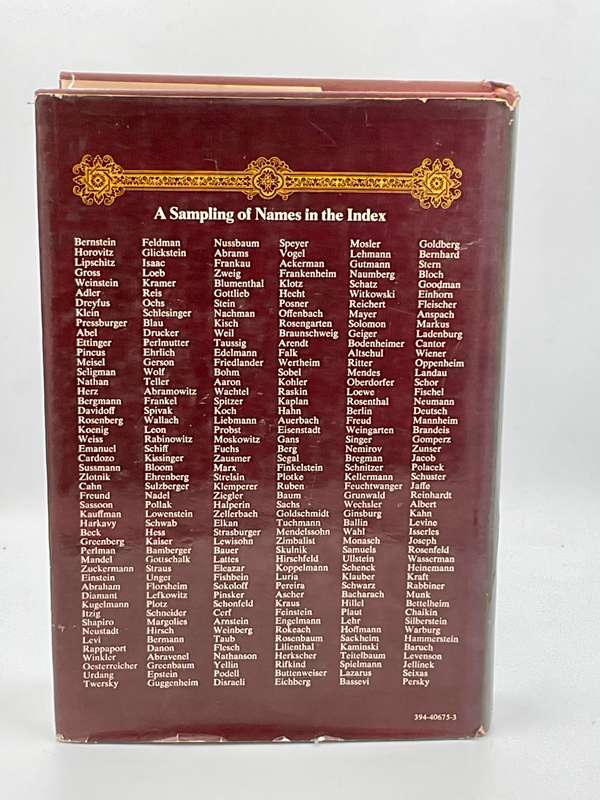 A Sampling of Names in the Index
Bernstein
Horovitz
Lipschitz
Gross
Weinstein
Adler
Dreyfus
Klein
Pressburger
Abel
Ettinger
Pincus
Meisel
Seligman
Nathan
Herz
Bergmann
Davidoff
Rosenberg
Koenig
Weiss
Emanuel
Cardozo
Sussmann
Zlotnik
Cahn
Freund
Sassoon
Kauffman
Harkavy
Beck
Greenberg
Perlman
Mandel
Zuckermann
Einstein
Abraham
Diamant
Kugelmann
Itzig
Shapiro
Neustadt
Levi
Rappaport
Winkler
Oesterreicher
Urdang
Twersky
Feldman
Glickstein
Isaac
Loeb
Kramer
Reis
Ochs
Schlesinger
Blau
Drucker
Perlmutter
Ehrlich
Gerson
Wolf
Teller
Abramowitz
Frankel
Spivak
Wallach
Leon
Rabinowitz
Schiff
Kissinger
Bloom
Ehrenberg
Sulzberger
Nadel
Pollak
Lowenstein
Schwab
Hess
Kaiser
Bamberger
Gottschalk
Straus
Unger
Florsheim
Lefkowitz
Plotz
Schneider
Margolies
Hirsch
Bermann
Danon
Abravenel
Greenbaum
Epstein
Guggenheim
Nussbaum
Abrams
Frankau
Zweig
Blumenthal
Gottlieb
Stein
Nachman
Kisch
Weil
Taussig
Edelmann
Friedlander
Bohm
Aaron
Wachtel
Spitzer
Koch
Liebmann
Probst
Moskowitz
Fuchs
Zausmer
Marx
Strelsin
Klemperer
Ziegler
Halperin
Zellerbach
Elkan
Strasburger
Lewisohn
Bauer
Lattes
Eleazar
Fishbein
Sokoloff
Pinsker
Schonfeld
Cerf
Arnstein
Weinberg
Taub
Flesch
Nathanson
Yellin
Podell
Disraeli
Speyer
Vogel
Ackerman
Frankenheim
Klotz
Hecht
Posner
Offenbach
Rosengarten
Braunschweig
Arendt
Falk
Wertheim
Sobel
Kohler
Raskin
Kaplan
Hahn
Auerbach
Eisenstadt
Gans
Berg
Segal
Finkelstein
Plotke
Ruben
Baum
Sachs
Goldschmidt
Tuchmann
Mendelssohn
Zimbalist
Skulnik
Hirschfeld
Koppelmann
Luria
Pereira
Ascher
Kraus
Feinstein
Engelmann
Rokeach
Rosenbaum
Lilienthal
Herkscher
Rifkind
Buttenweiser
Eichberg
Mosler
Lehmann
Gutmann
Naumberg
Schatz
Witkowski
Reichert
Mayer
Solomon
Geiger
Bodenheimer
Altschul
Ritter
Mendes
Oberdorfer
Loewe
Rosenthal
Berlin
Freud
Weingarten
Singer
Nemirov
Bregman
Schnitzer
Kellermann
Feuchtwanger
Grunwald
Wechsler
Ginsburg
Ballin
Wahl
Monasch
Samuels
Ullstein
Schenck
Klauber
Schwarz
Bacharach
Hillel
Plaut
Lehr
Hoffmann
Sackheim
Kaminski
Teitelbaum
Spielmann
Lazarus
Bassevi
Goldberg
Bernhard
Stern
Bloch
Goodman
Einhorn
Fleischer
Anspach
Markus
Ladenburg
Cantor
Wiener
Oppenheim
Landau
Schor
Fischel
Neumann
Deutsch
Mannheim
Brandeis
Gomperz
Zunser
Jacob
Polacek
Schuster
Jaffe
Reinhardt
Albert
Kahn
Levine
Isserles
Joseph
Rosenfeld
Wasserman
Heinemann
Kraft
Rabbiner
Munk
Bettelheim
Chaikin
Silberstein
Warburg
Hammerstein
Baruch
Levenson
Jellinek
Seixas
Persky
394-40675-3